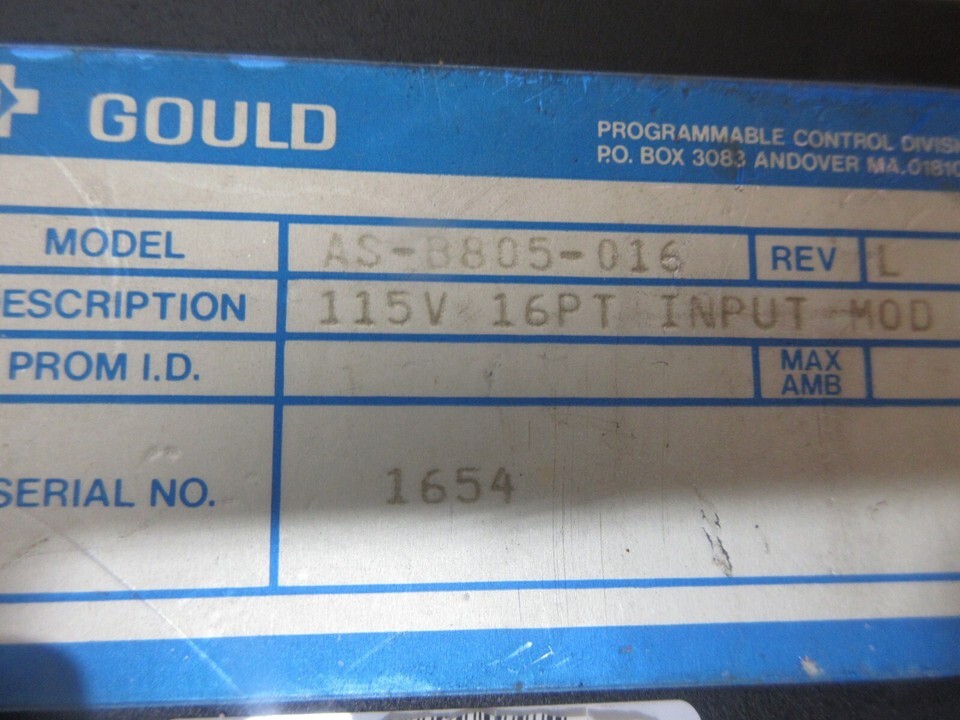 GOULD
PROGRAMMABLE CONTROL DIVISI
P.O. BOX 3083 ANDOVER MA. 01810
MODEL AS-B805-016 REV L
ESCRIPTION 115V 16PT INPUT MOD
PROM I.D. MAX AMB
SERIAL NO. 1654